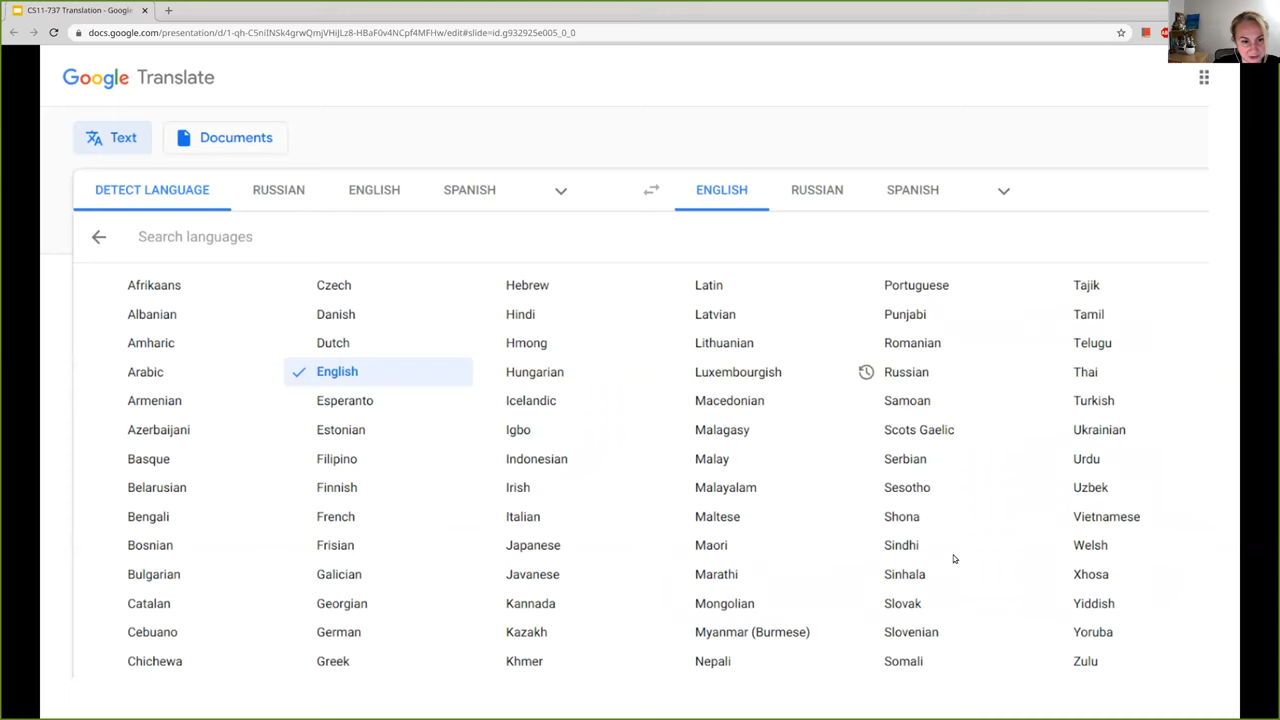 CS11-737 Translation - Google
docs.google.com/presentation/d/1-qh-C5niINSk4grwQmjVHiJLz8-HBaF0v4NCpf4MFHw/edit#slide=id.g932925e005_0_0
Google Translate
Text Documents
DETECT LANGUAGE RUSSIAN ENGLISH SPANISH ENGLISH RUSSIAN SPANISH
Search languages
Afrikaans Czech Hebrew Latin Portuguese Tajik
Albanian Danish Hindi Latvian Punjabi Tamil
Amharic Dutch Hmong Lithuanian Romanian Telugu
Arabic English Hungarian Luxembourgish Russian Thai
Armenian Esperanto Icelandic Macedonian Samoan Turkish
Azerbaijani Estonian Igbo Malagasy Scots Gaelic Ukrainian
Basque Filipino Indonesian Malay Serbian Urdu
Belarusian Finnish Irish Malayalam Sesotho Uzbek
Bengali French Italian Maltese Shona Vietnamese
Bosnian Frisian Japanese Maori Sindhi Welsh
Bulgarian Galician Javanese Marathi Sinhala Xhosa
Catalan Georgian Kannada Mongolian Slovak Yiddish
Cebuano German Kazakh Myanmar (Burmese) Slovenian Yoruba
Chichewa Greek Khmer Nepali Somali Zulu